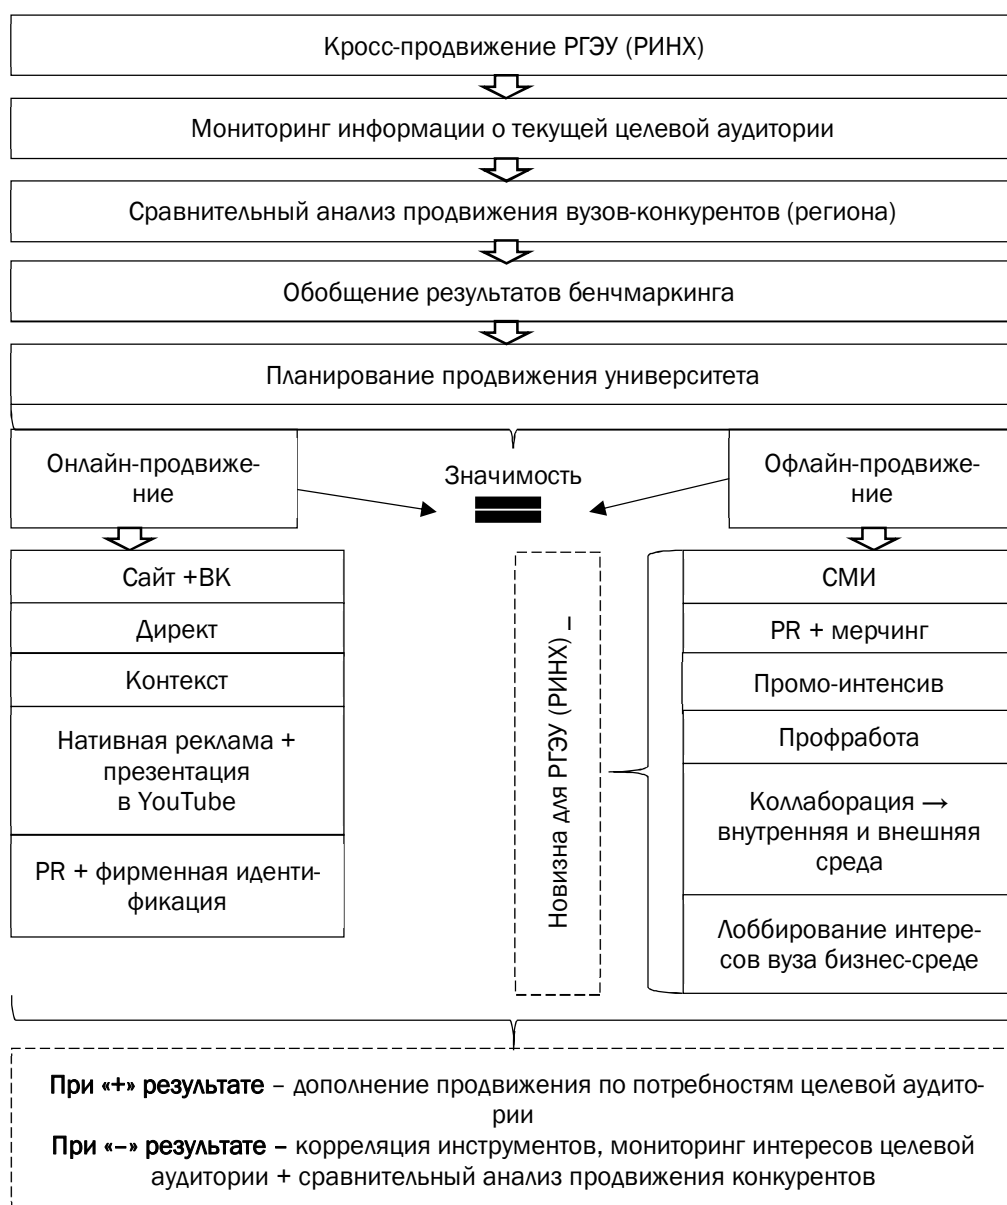 Кросс-продвижение РГЭУ (РИНХ)
Мониторинг информации о текущей целевой аудитории
Сравнительный анализ продвижения вузов-конкурентов (региона)
Обобщение результатов бенчмаркинга
Планирование продвижения университета
Онлайн-продвиже-
ние
Значимость
Офлайн-продвиже-
ние
Сайт +ВК
Директ
Контекст
Нативная реклама +
презентация
в YouTube
PR + фирменная иденти-
фикация
Новизна для РГЭУ (РИНХ) _
СМИ
PR + мерчинг
Промо-интенсив
Профработа
Коллаборация →
внутренняя и внешняя
среда
Лоббирование интере-
сов вуза бизнес-среде
При «+» результате – дополнение продвижения по потребностям целевой аудито-
рии
При «–» результате – корреляция инструментов, мониторинг интересов целевой
аудитории + сравнительный анализ продвижения конкурентов